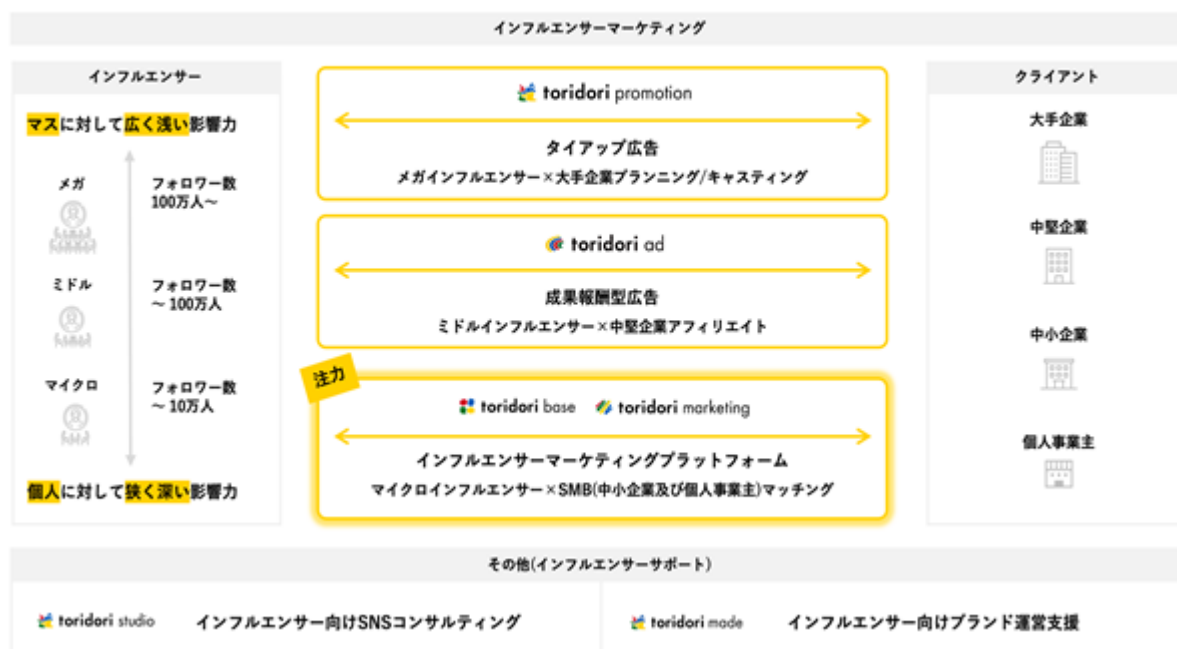 インフルエンサーマーケティング
インフルエンサー
マスに対して広く浅い影響力
メガ
フォロワー数
100万人〜
ミドル
フォロワー数
〜 100万人
マイクロ
フォロワー数
〜 10万人
個人に対して狭く深い影響力
toridori promotion
タイアップ広告
メガインフルエンサー×大手企業プランニング/キャスティング
toridori ad
成果報酬型広告
ミドルインフルエンサー×中堅企業アフィリエイト
注力
toridori base toridori marketing
インフルエンサーマーケティングプラットフォーム
マイクロインフルエンサー×SMB(中小企業及び個人事業主)マッチング
クライアント
大手企業
中堅企業
中小企業
個人事業主
その他(インフルエンサーサポート)
toridori studio インフルエンサー向けSNSコンサルティング
toridori made インフルエンサー向けブランド運営支援